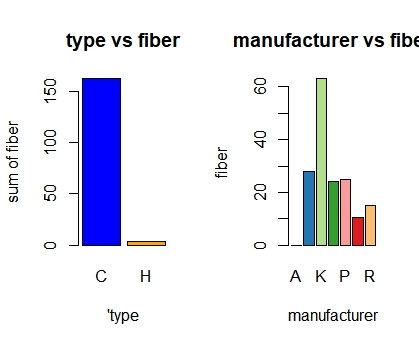 type vs fiber
sum of fiber
0
50
100
150
C H
'type
manufacturer vs fibe
fiber
0
20
40
60
A K P R
manufacturer